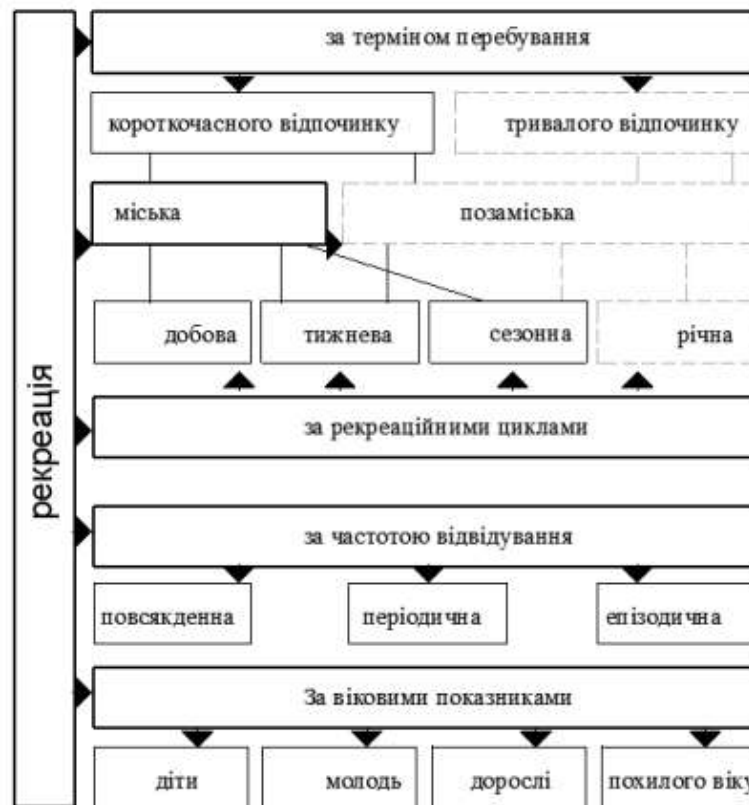 рекреація
за терміном перебування
короткочасного відпочинку
тривалого відпочинку
міська
позаміська
добова
тижнева
сезонна
річна
за рекреаційними циклами
за частотою відвідування
повсякденна
періодична
епізодична
За віковими показниками
діти
молодь
дорослі
похилого віку